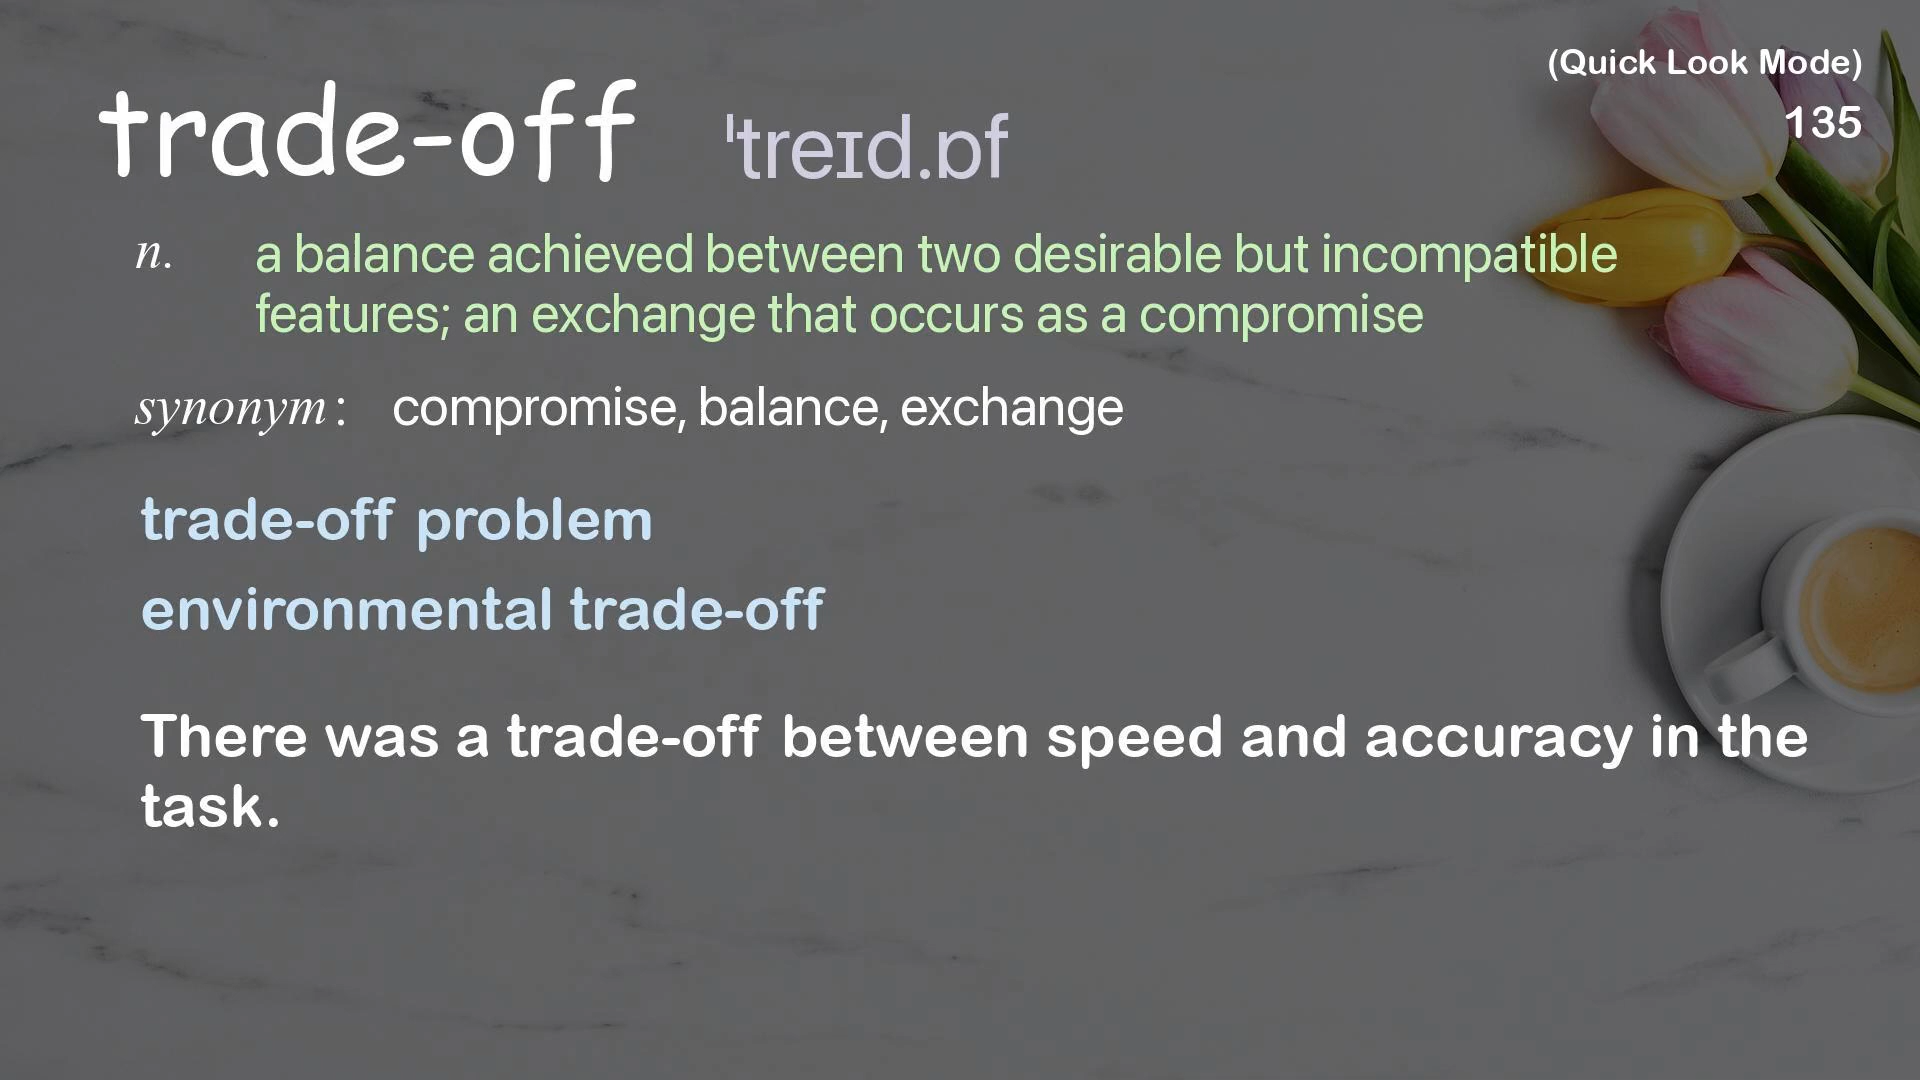 (Quick Look Mode)
135
trade-off ˈtreɪd.ɒf
n. a balance achieved between two desirable but incompatible
features; an exchange that occurs as a compromise
synonym: compromise, balance, exchange
trade-off problem
environmental trade-off
There was a trade-off between speed and accuracy in the
task.